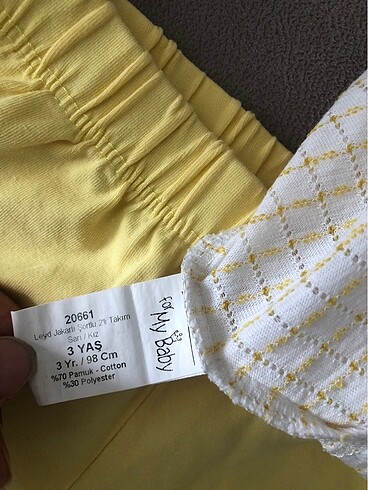 20661
Leyd Jakarlı Şortlu 2'li Takım
Sarı / Kız
3 YAŞ
3 Yr. / 98 Cm
%70 Pamuk - Cotton
%30 Polyester
for My Baby